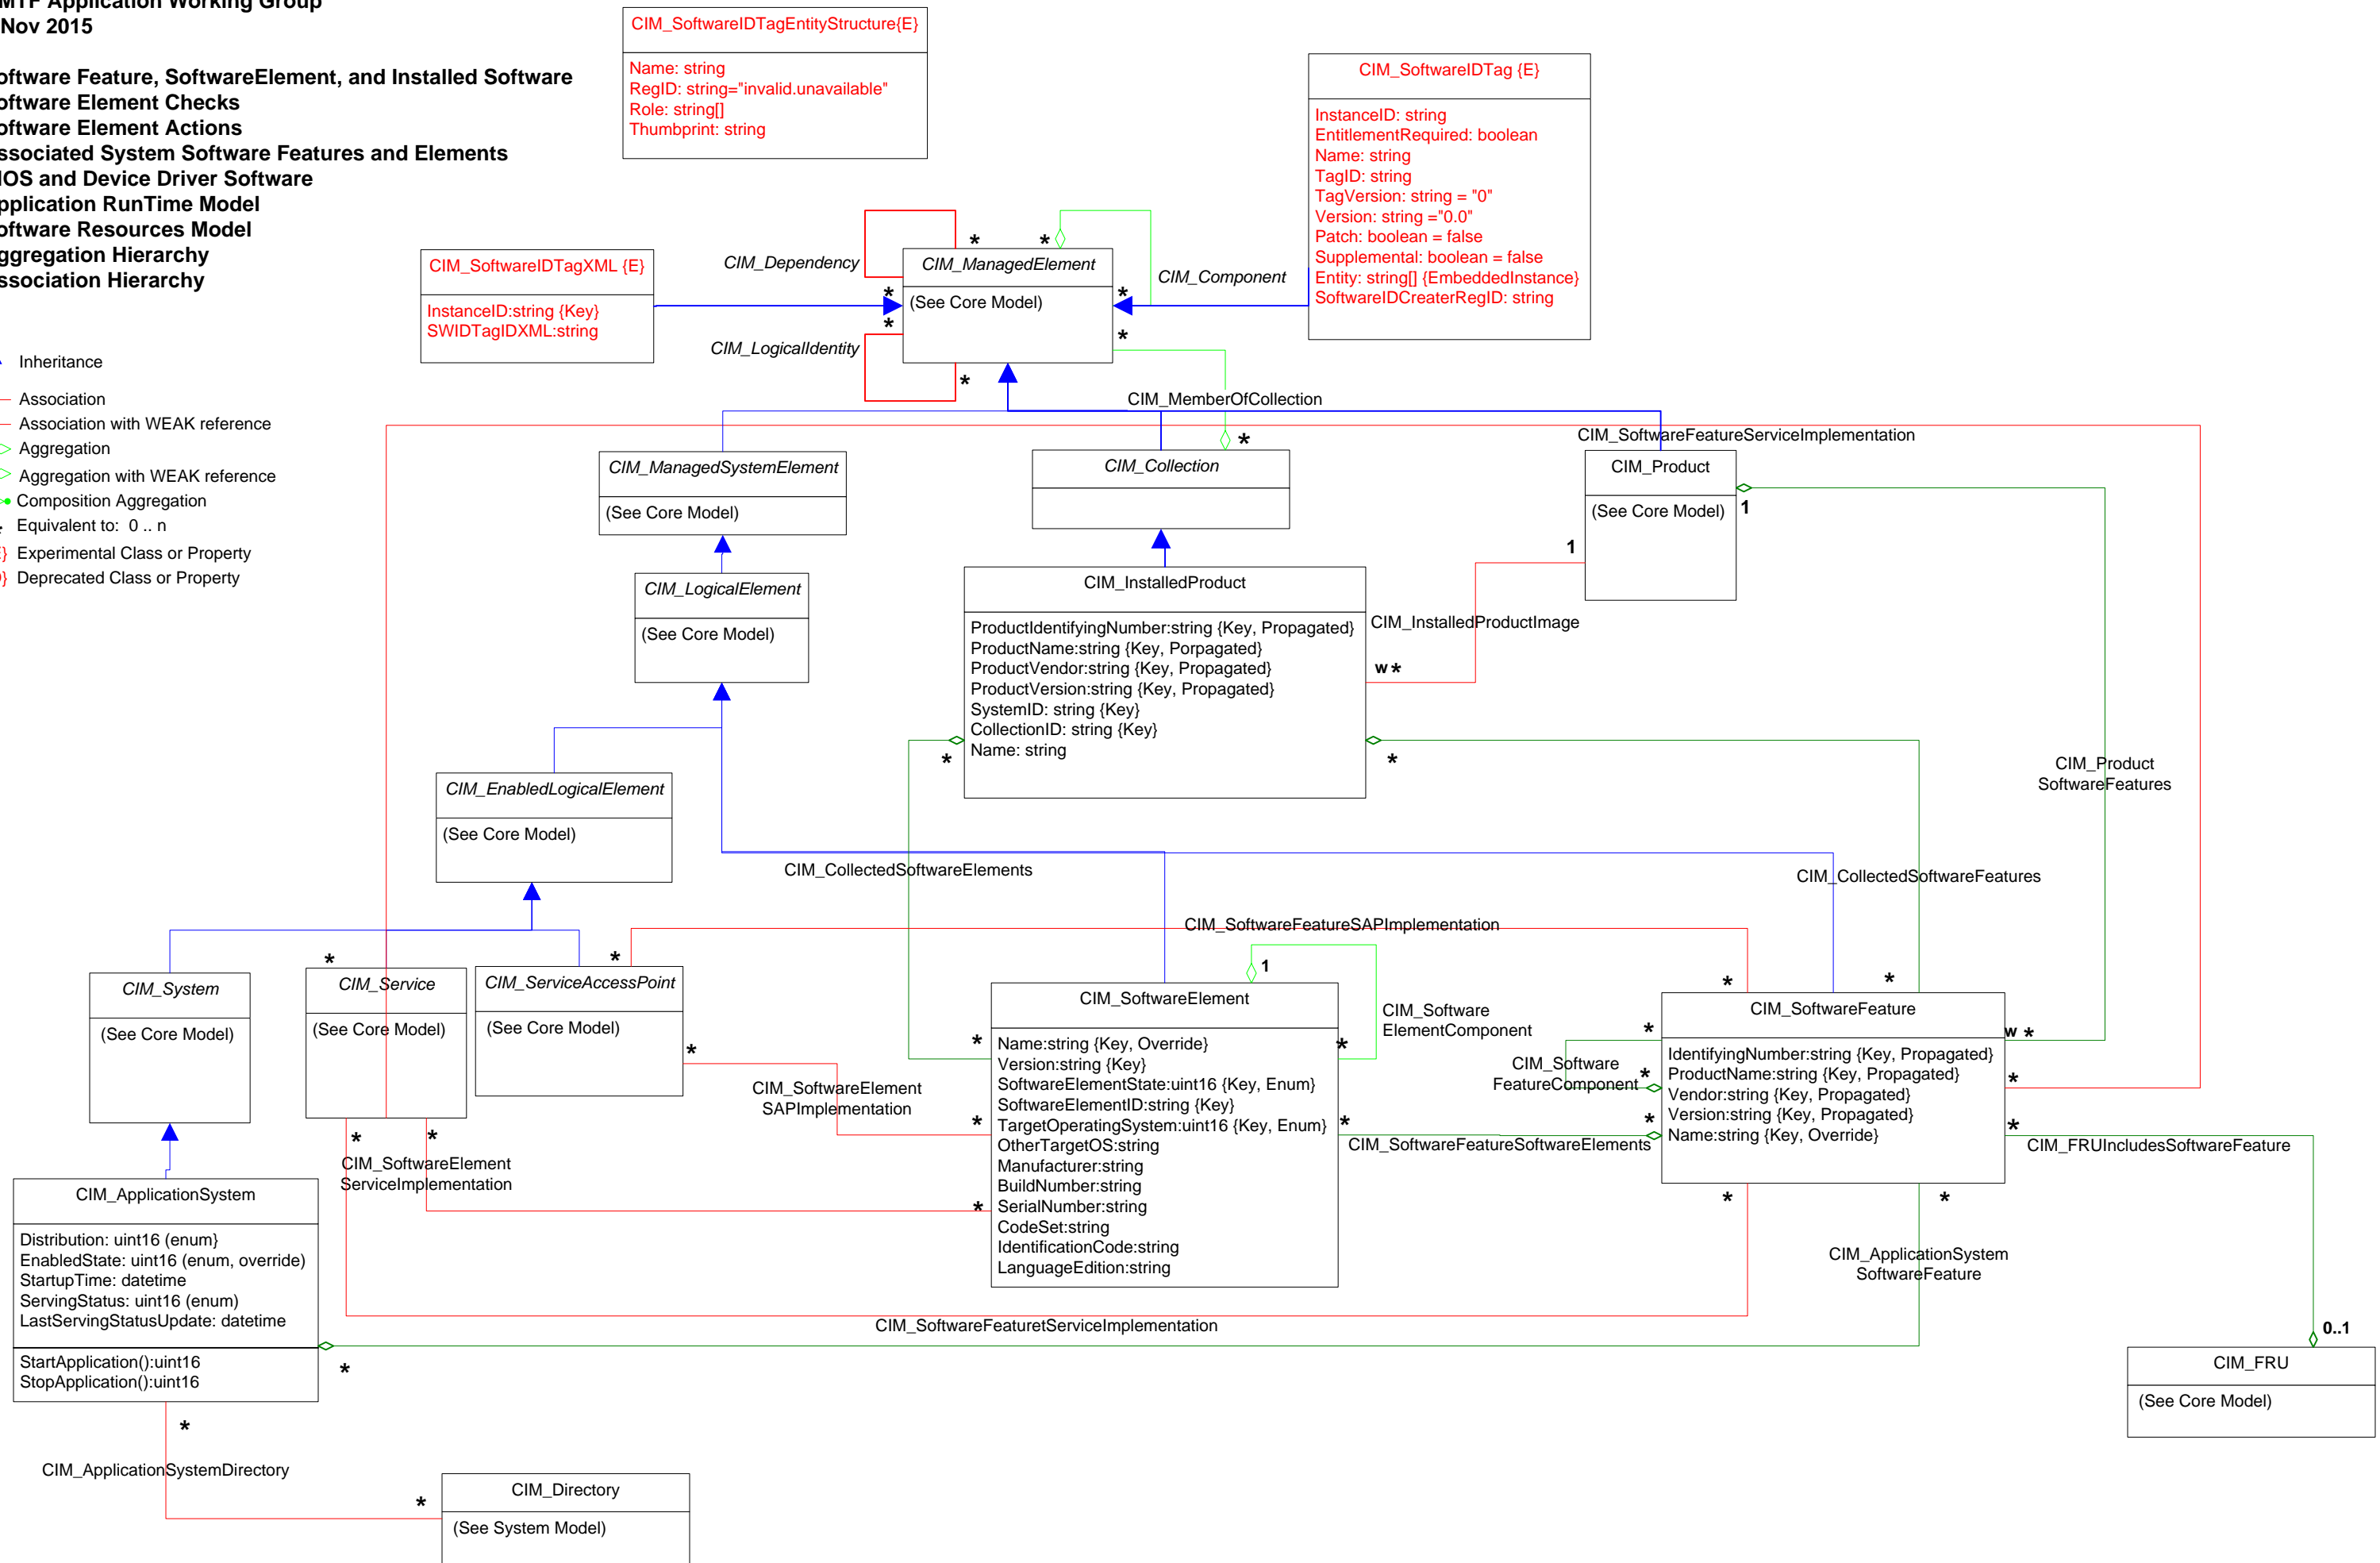 MTF Application Working Group
Nov 2015
oftware Feature, SoftwareElement, and Installed Software
oftware Element Checks
oftware Element Actions
ssociated System Software Features and Elements
IOS and Device Driver Software
pplication RunTime Model
oftware Resources Model
ggregation Hierarchy
ssociation Hierarchy
Inheritance
Association
Association with WEAK reference
Aggregation
Aggregation with WEAK reference
Composition Aggregation
* Equivalent to: 0 .. n
} Experimental Class or Property
} Deprecated Class or Property
CIM_SoftwareIDTagEntityStructure{E}
Name: string
RegID: string="invalid.unavailable"
Role: string[]
Thumbprint: string
CIM_SoftwareIDTag {E}
InstanceID: string
EntitlementRequired: boolean
Name: string
TagID: string
TagVersion: string = "0"
Version: string ="0.0"
Patch: boolean = false
Supplemental: boolean = false
Entity: string[] {EmbeddedInstance}
SoftwareIDCreaterRegID: string
CIM_SoftwareIDTagXML {E}
InstanceID:string {Key}
SWIDTagIDXML:string
CIM_Dependency
*
*
CIM_ManagedElement
(See Core Model)
CIM_Component
*
*
CIM_LogicalIdentity
*
*
*
CIM_MemberOfCollection
*
CIM_SoftwareFeatureServiceImplementation
CIM_ManagedSystemElement
(See Core Model)
CIM_Collection
CIM_Product
(See Core Model)
1
1
CIM_LogicalElement
(See Core Model)
CIM_InstalledProduct
ProductIdentifyingNumber:string {Key, Propagated}
ProductName:string {Key, Porpagated}
ProductVendor:string {Key, Propagated}
ProductVersion:string {Key, Propagated}
SystemID: string {Key}
CollectionID: string {Key}
Name: string
CIM_InstalledProductImage
w *
*
*
CIM_Product
SoftwareFeatures
CIM_EnabledLogicalElement
(See Core Model)
CIM_CollectedSoftwareElements
CIM_CollectedSoftwareFeatures
CIM_SoftwareFeatureSAPImplementation
CIM_System
(See Core Model)
*
CIM_Service
(See Core Model)
*
CIM_ServiceAccessPoint
(See Core Model)
*
1
CIM_SoftwareElement
Name:string {Key, Override}
Version:string {Key}
SoftwareElementState:uint16 {Key, Enum}
SoftwareElementID:string {Key}
TargetOperatingSystem:uint16 {Key, Enum}
OtherTargetOS:string
Manufacturer:string
BuildNumber:string
SerialNumber:string
CodeSet:string
IdentificationCode:string
LanguageEdition:string
*
*
*
*
*
CIM_Software
ElementComponent
CIM_SoftwareElement
SAPImplementation
*
*
CIM_SoftwareFeature
IdentifyingNumber:string {Key, Propagated}
ProductName:string {Key, Propagated}
Vendor:string {Key, Propagated}
Version:string {Key, Propagated}
Name:string {Key, Override}
*
*
*
w *
*
*
CIM_Software
FeatureComponent
CIM_SoftwareFeatureSoftwareElements
CIM_FRUIncludesSoftwareFeature
*
*
CIM_SoftwareElement
ServiceImplementation
*
*
CIM_ApplicationSystem
SoftwareFeature
CIM_ApplicationSystem
Distribution: uint16 (enum}
EnabledState: uint16 (enum, override)
StartupTime: datetime
ServingStatus: uint16 (enum)
LastServingStatusUpdate: datetime
StartApplication():uint16
StopApplication():uint16
*
CIM_SoftwareFeaturetServiceImplementation
0..1
CIM_FRU
(See Core Model)
*
CIM_ApplicationSystemDirectory
*
CIM_Directory
(See System Model)